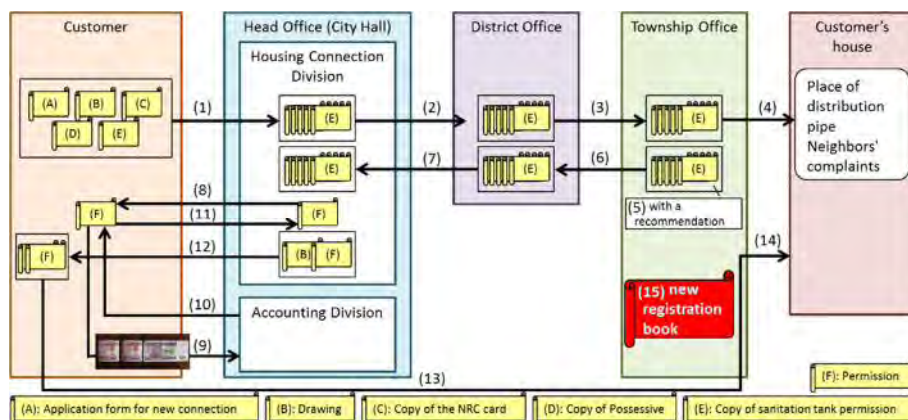 Customer
Head Office (City Hall)
District Office
Township Office
Customer's
house
Housing Connection
Division
(A)
(B)
(C)
(D)
(E)
(1)
(E)
(2)
(E)
(3)
(E)
(4)
Place of
distribution
pipe
Neighbors'
complaints
(E)
(7)
(E)
(6)
(E)
(5) with a
recommendation
(8)
(F)
(11)
(F)
(12)
(F)
(B)
(F)
(14)
(10)
Accounting Division
(15) new
registration
book
(9)
(13)
(F): Permission
(A): Application form for new connection
(B): Drawing
(C): Copy of the NRC card
(D): Copy of Possessive
(E): Copy of sanitation tank permission